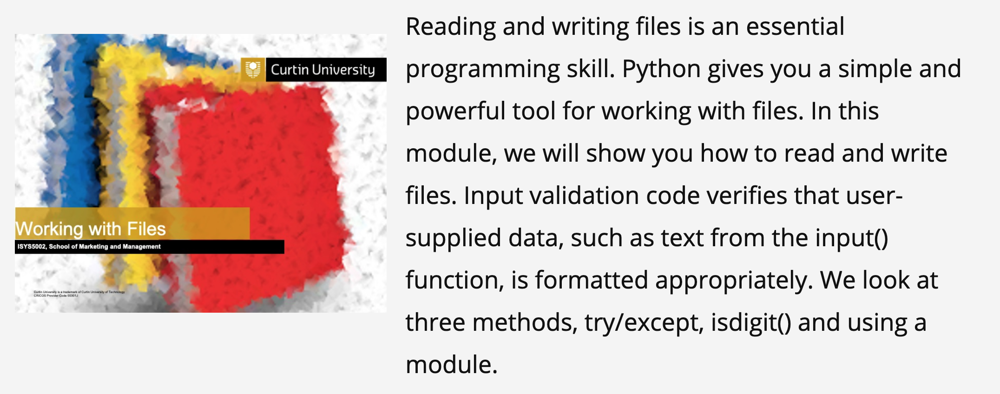 Curtin University
Working with Files
ISYS5002, School of Marketing and Management
Curtin University is a trademark of Curtin University of Technology
CRICOS Provider Code 00301J
Reading and writing files is an essential
programming skill. Python gives you a simple and
powerful tool for working with files. In this
module, we will show you how to read and write
files. Input validation code verifies that user-
supplied data, such as text from the input()
function, is formatted appropriately. We look at
three methods, try/except, isdigit() and using a
module.